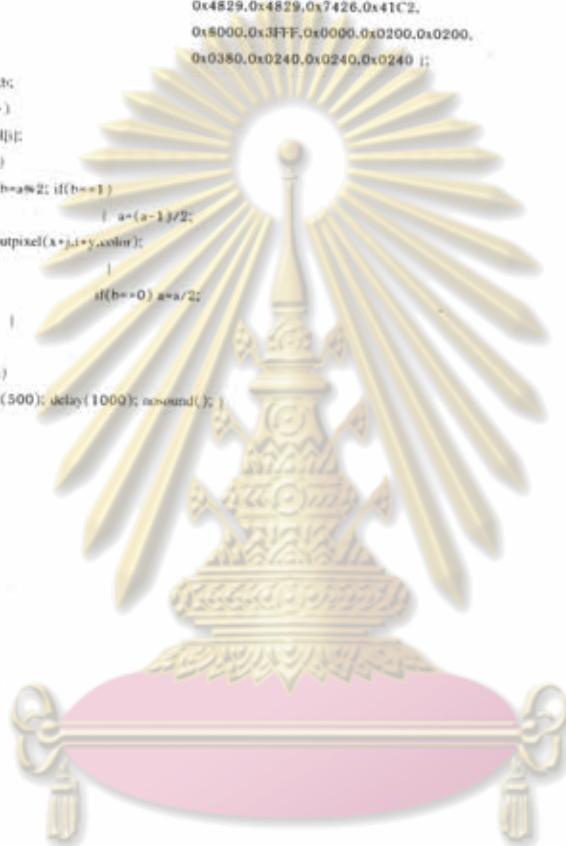 0x4829,0x4829,0x7426,0x41C2,
0x8000,0x3FFF,0x0000,0x0200,0x0200,
0x0380,0x0240,0x0240,0x0240 };
)
)
h=a%2; if(h==1)
{ a=(a-1)/2;
utpixel(x+j,i+y,color);
}
if(b==0) a=a/2;
}
)
(500); delay(1000); nosound(); }